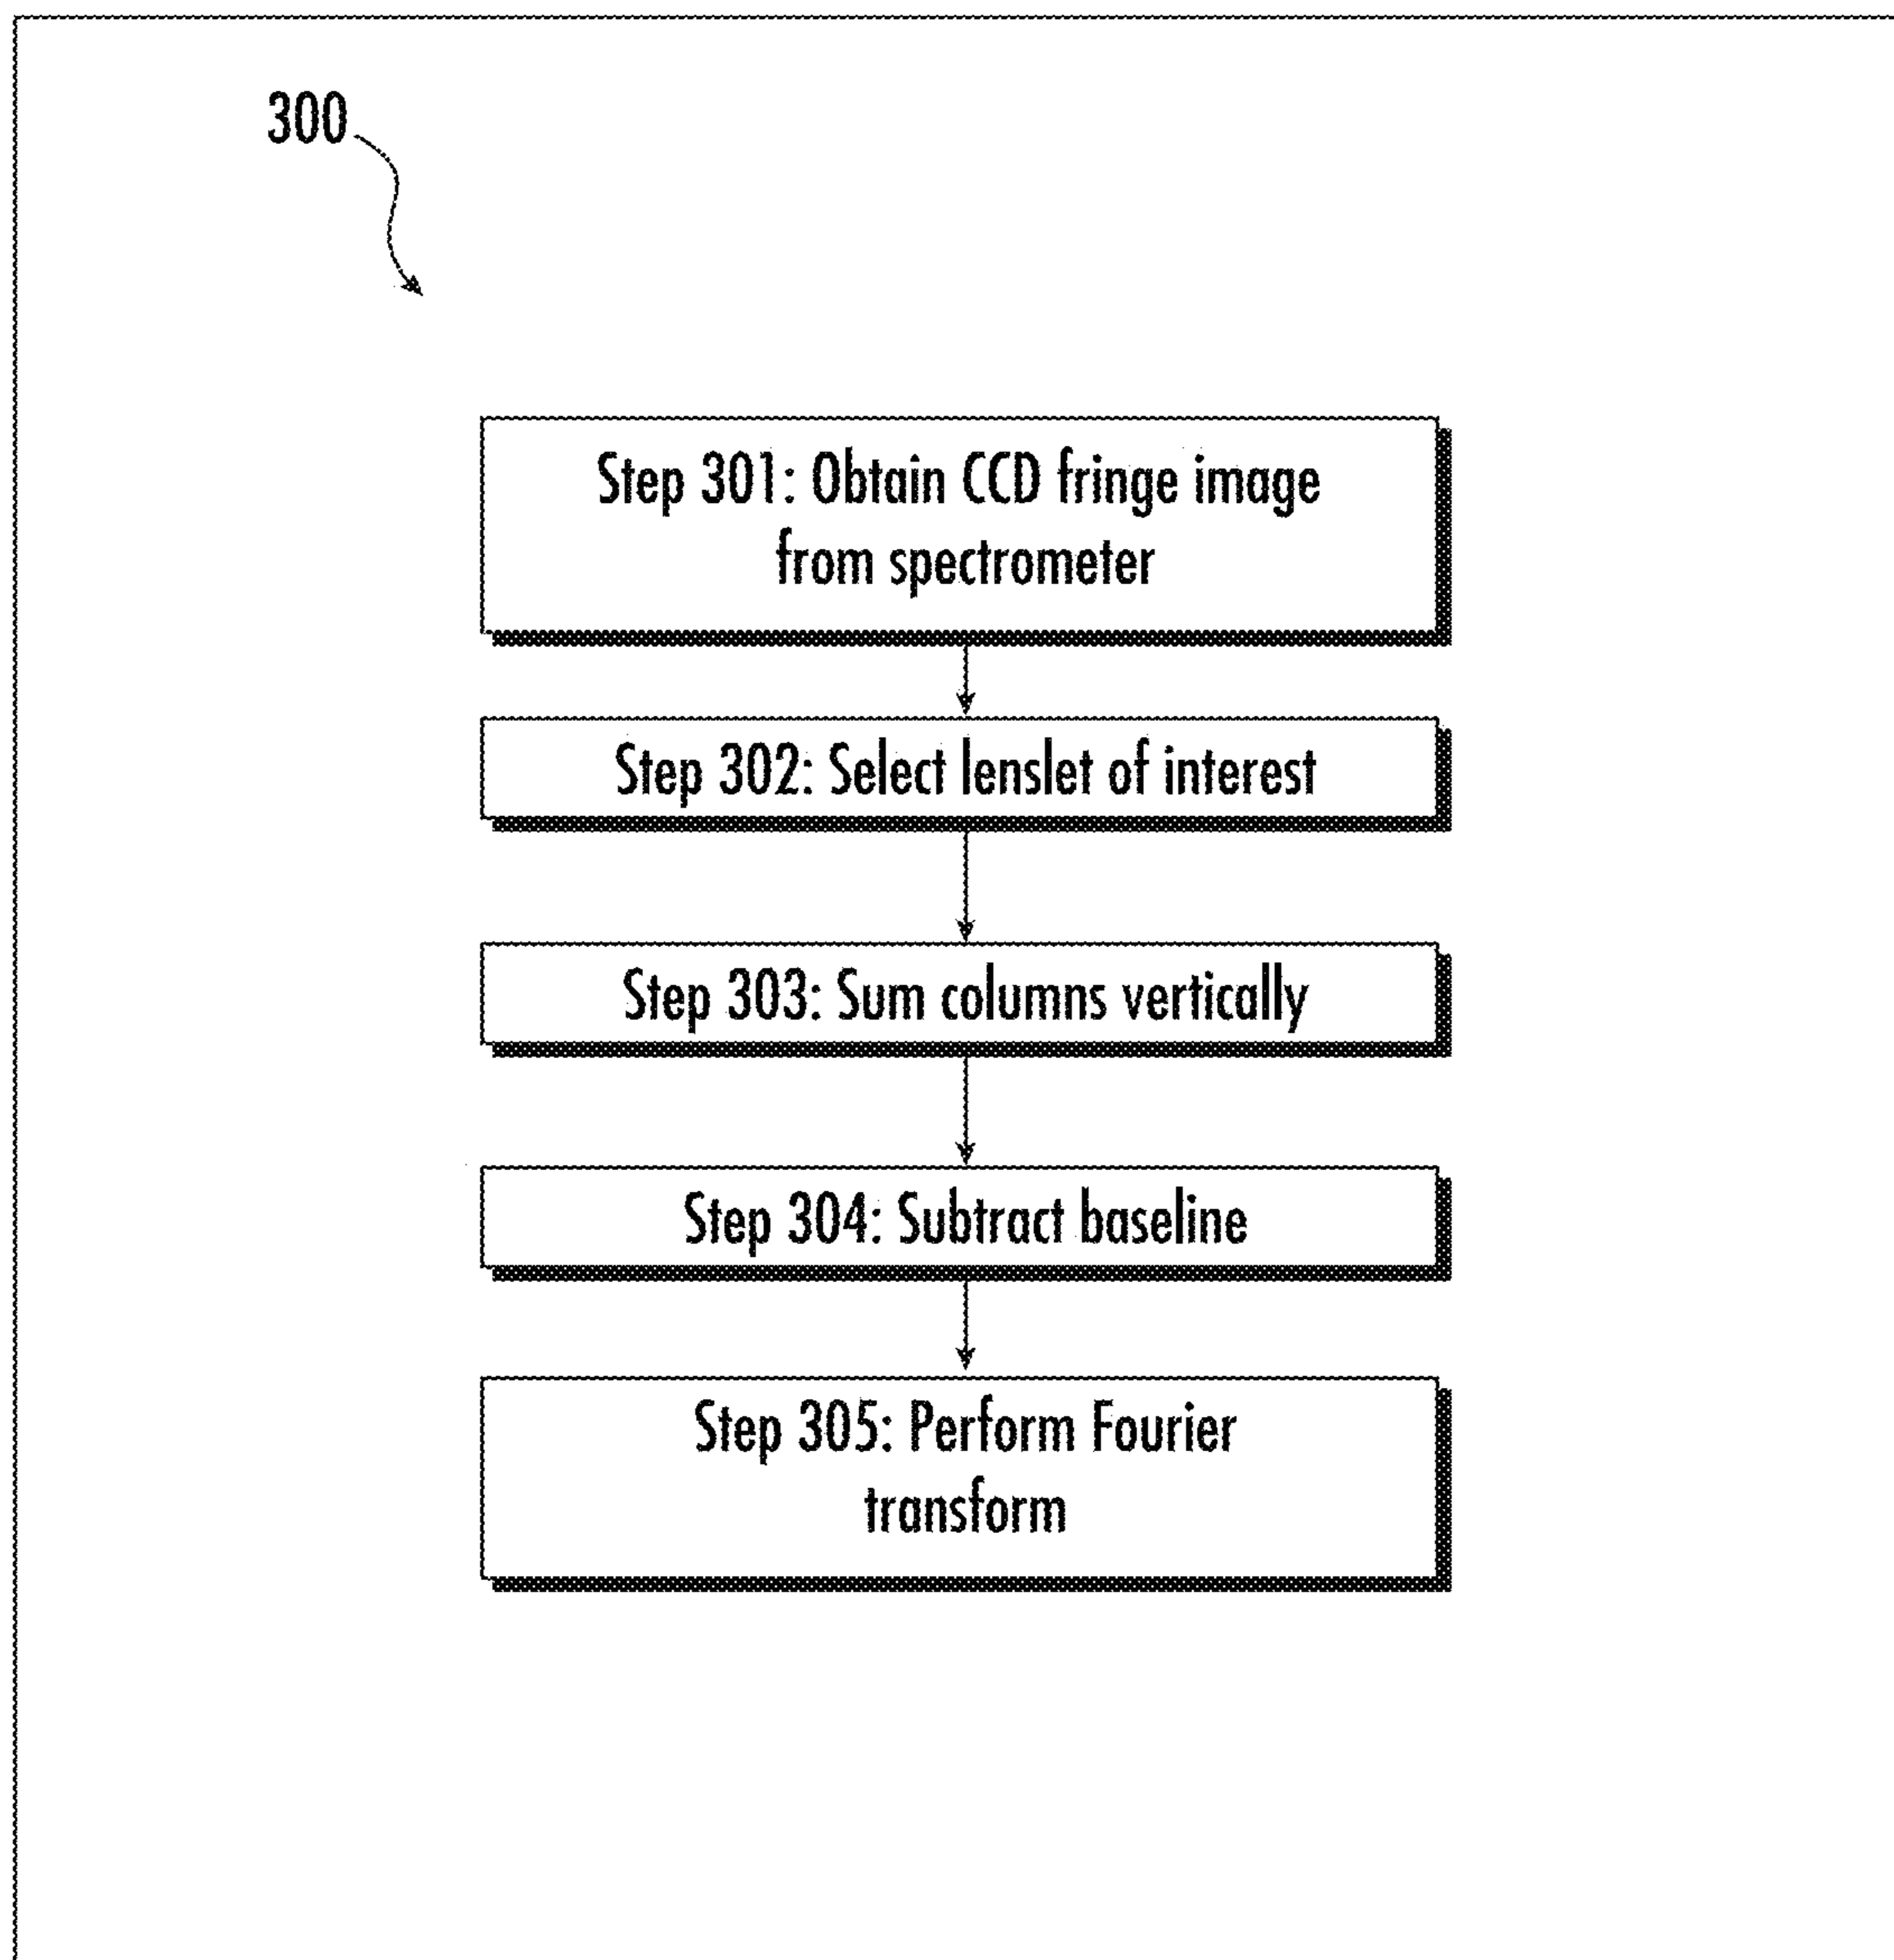 300
Step 301: Obtain CCD fringe image
from spectrometer
Step 302: Select lenslet of interest
Step 303: Sum columns vertically
Step 304: Subtract baseline
Step 305: Perform Fourier
transform